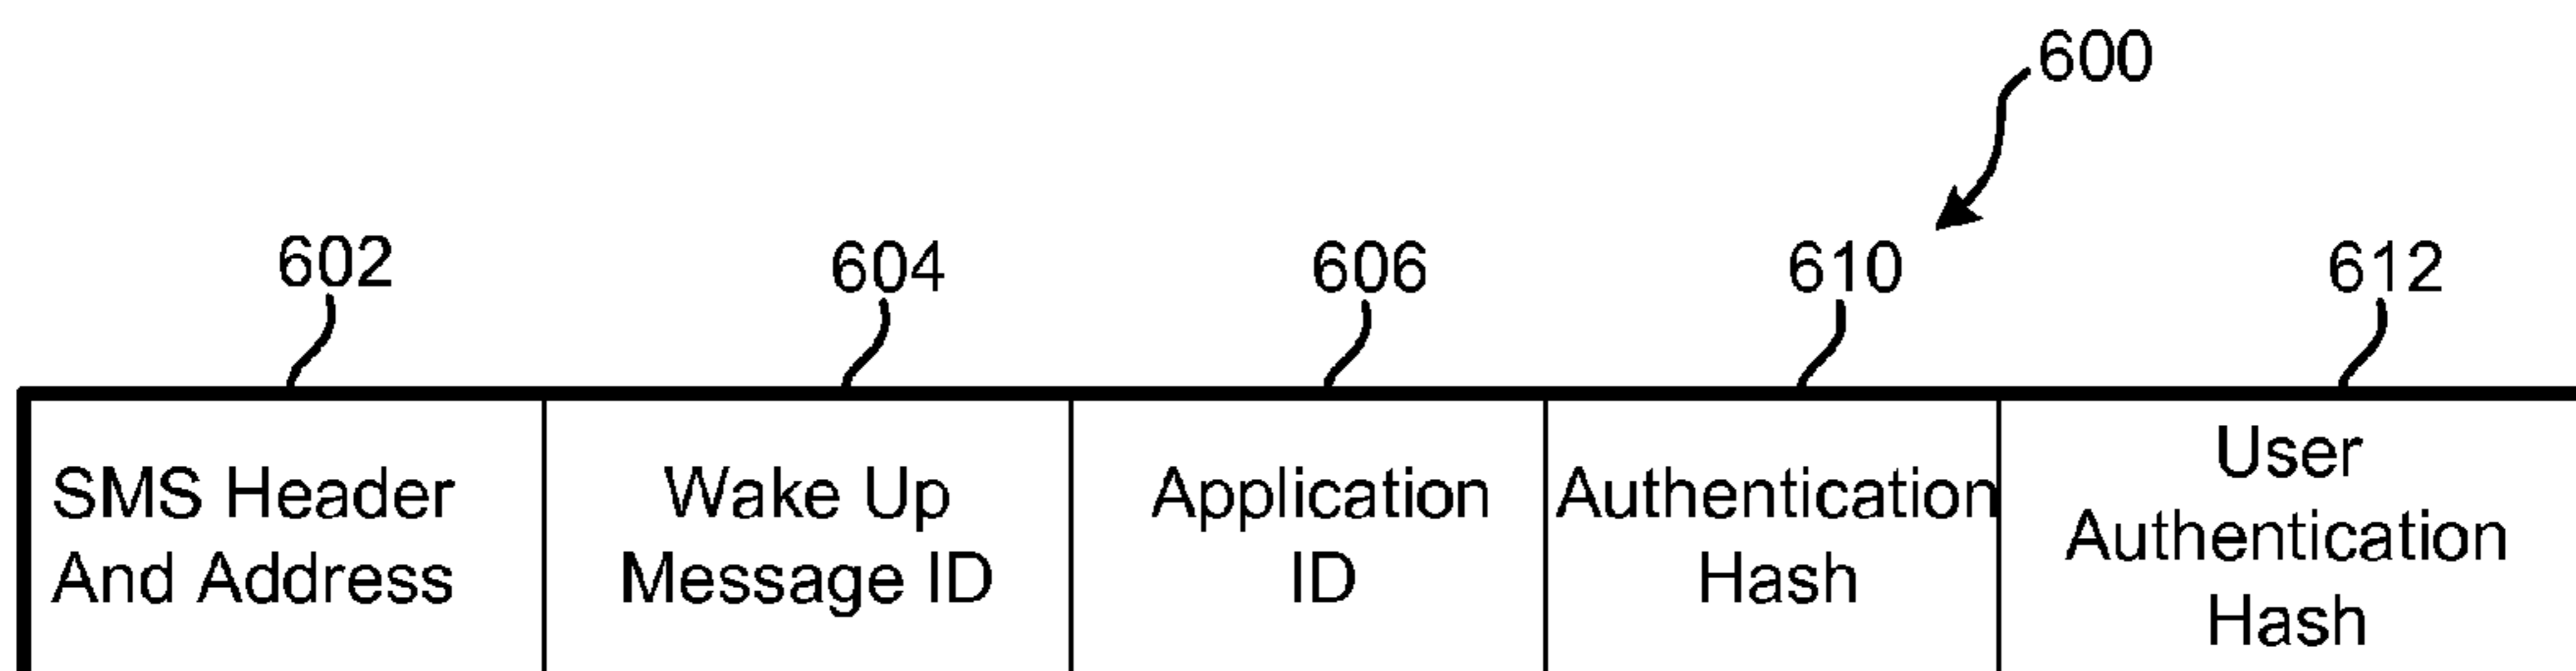 600
602
604
606
610
612
SMS Header
And Address
Wake Up
Message ID
Application
ID
Authentication
Hash
User
Authentication
Hash